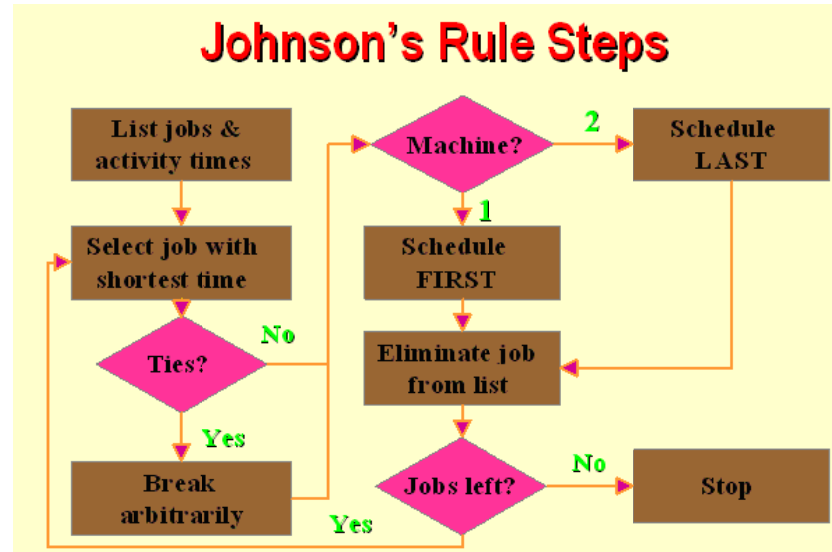 Johnson's Rule Steps
List jobs &
activity times
Select job with
shortest time
Ties?
No
Yes
Break
arbitrarily
Machine?
2
Schedule
LAST
1
Schedule
FIRST
Eliminate job
from list
Jobs left?
No
Stop
Yes